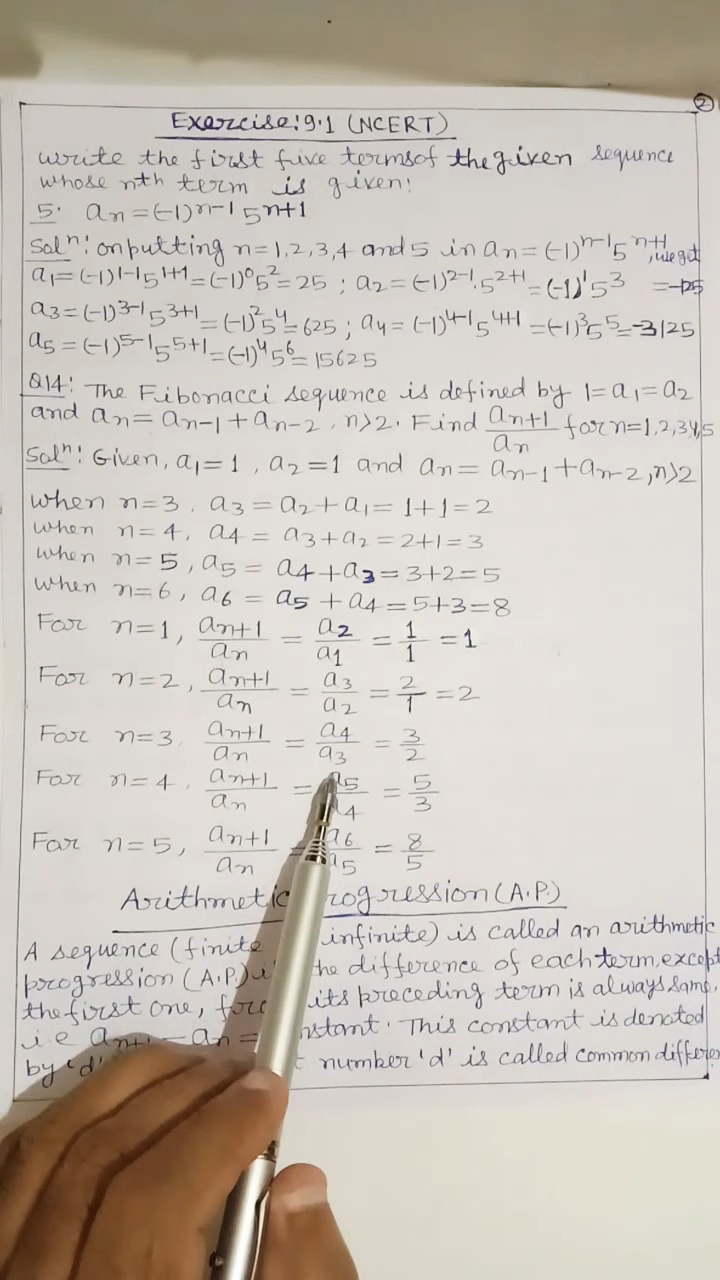 2
Exercise: 9.1 (NCERT)
write the first five terms of the given sequence
whose nth term is given:
5. an = (-1)^n-1 5^n+1
Solⁿ: on putting n=1,2,3,4 and 5 in an = (-1)^n-1 5^n+1, we get
a1 = (-1)^1-1 5^1+1 = (-1)^0 5^2 = 25 ; a2 = (-1)^2-1 . 5^2+1 = (-1)^1 5^3 = -125
a3 = (-1)^3-1 5^3+1 = (-1)^2 5^4 = 625 ; a4 = (-1)^4-1 5^4+1 = (-1)^3 5^5 = -3125
a5 = (-1)^5-1 5^5+1 = (-1)^4 5^6 = 15625
Q14: The Fibonacci sequence is defined by 1 = a1 = a2
and an = an-1 + an-2, n>2. Find an+1/an for n=1,2,3,4,5
Solⁿ: Given, a1 = 1, a2 = 1 and an = an-1 + an-2, n>2
when n=3, a3 = a2 + a1 = 1+1 = 2
when n=4, a4 = a3 + a2 = 2+1 = 3
when n=5, a5 = a4 + a3 = 3+2 = 5
when n=6, a6 = a5 + a4 = 5+3 = 8
For n=1, an+1/an = a2/a1 = 1/1 = 1
For n=2, an+1/an = a3/a2 = 2/1 = 2
For n=3, an+1/an = a4/a3 = 3/2
For n=4, an+1/an = a5/a4 = 5/3
For n=5, an+1/an = a6/a5 = 8/5
Arithmetic Progression (A.P.)
A sequence (finite infinite) is called an arithmetic
progression (A.P.) the difference of each term, except
the first one, its preceding term is always same.
i.e an+1 - an = constant. This constant is denoted
by 'd' number 'd' is called common